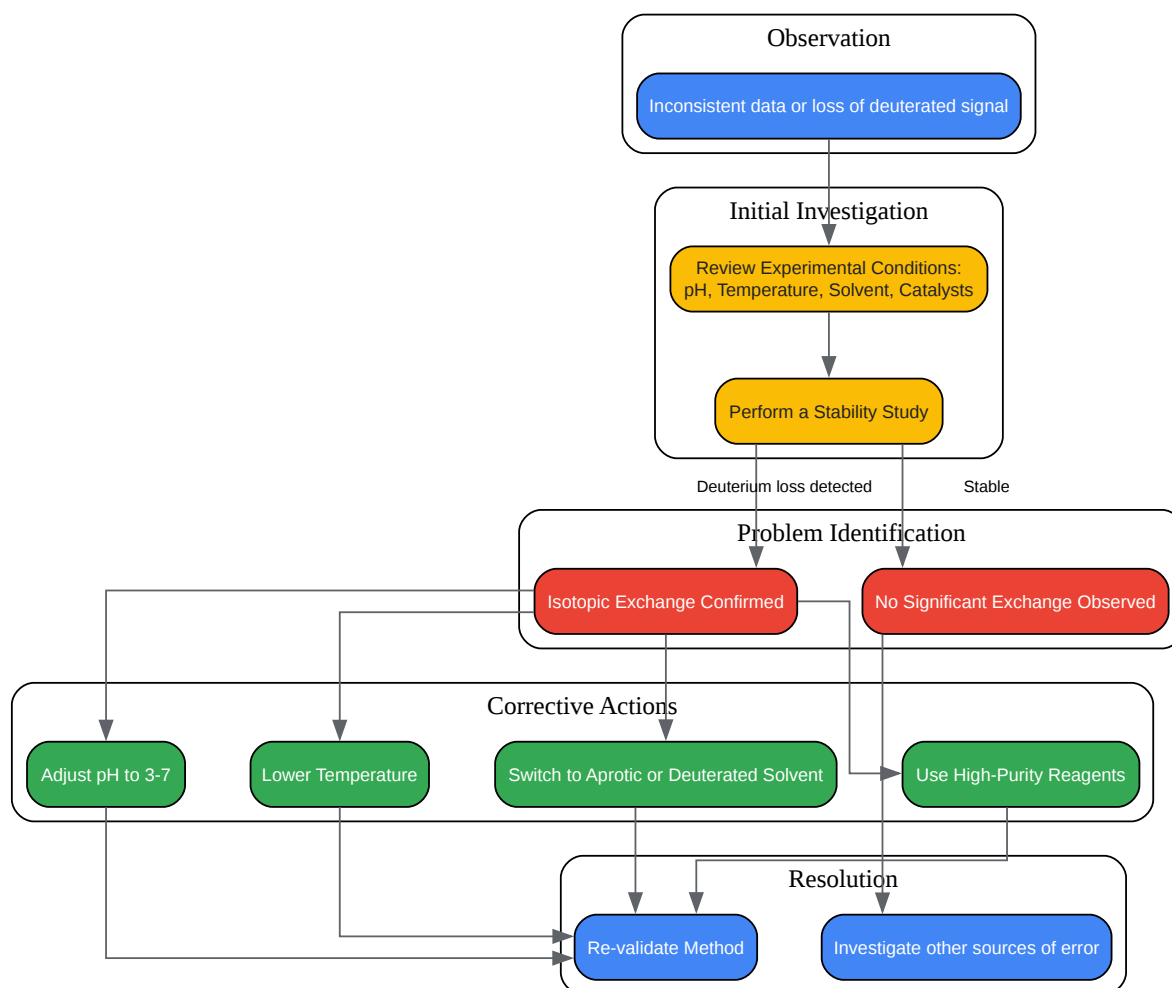 Observation
Inconsistent data or loss of deuterated signal
Initial Investigation
Review Experimental Conditions:
pH, Temperature, Solvent, Catalysts
Perform a Stability Study
Deuterium loss detected
Stable
Problem Identification
Isotopic Exchange Confirmed
No Significant Exchange Observed
Corrective Actions
Adjust pH to 3-7
Lower Temperature
Switch to Aprotic or Deuterated Solvent
Use High-Purity Reagents
Resolution
Re-validate Method
Investigate other sources of error